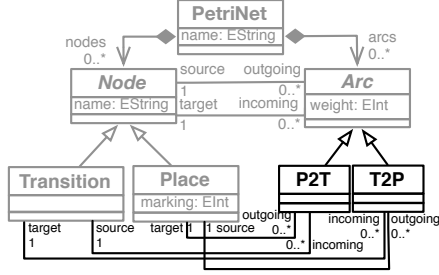 PetriNet
name: EString
nodes
0..*
arcs
0..*
Node
name: EString
source outgoing
1 0..*
target incoming
1 0..*
Arc
weight: EInt
Transition
Place
marking: EInt
P2T
T2P
target
1
source
1
target 1
1 source
outgoing
0..*
0..* incoming
incoming
0..*
outgoing
0..*